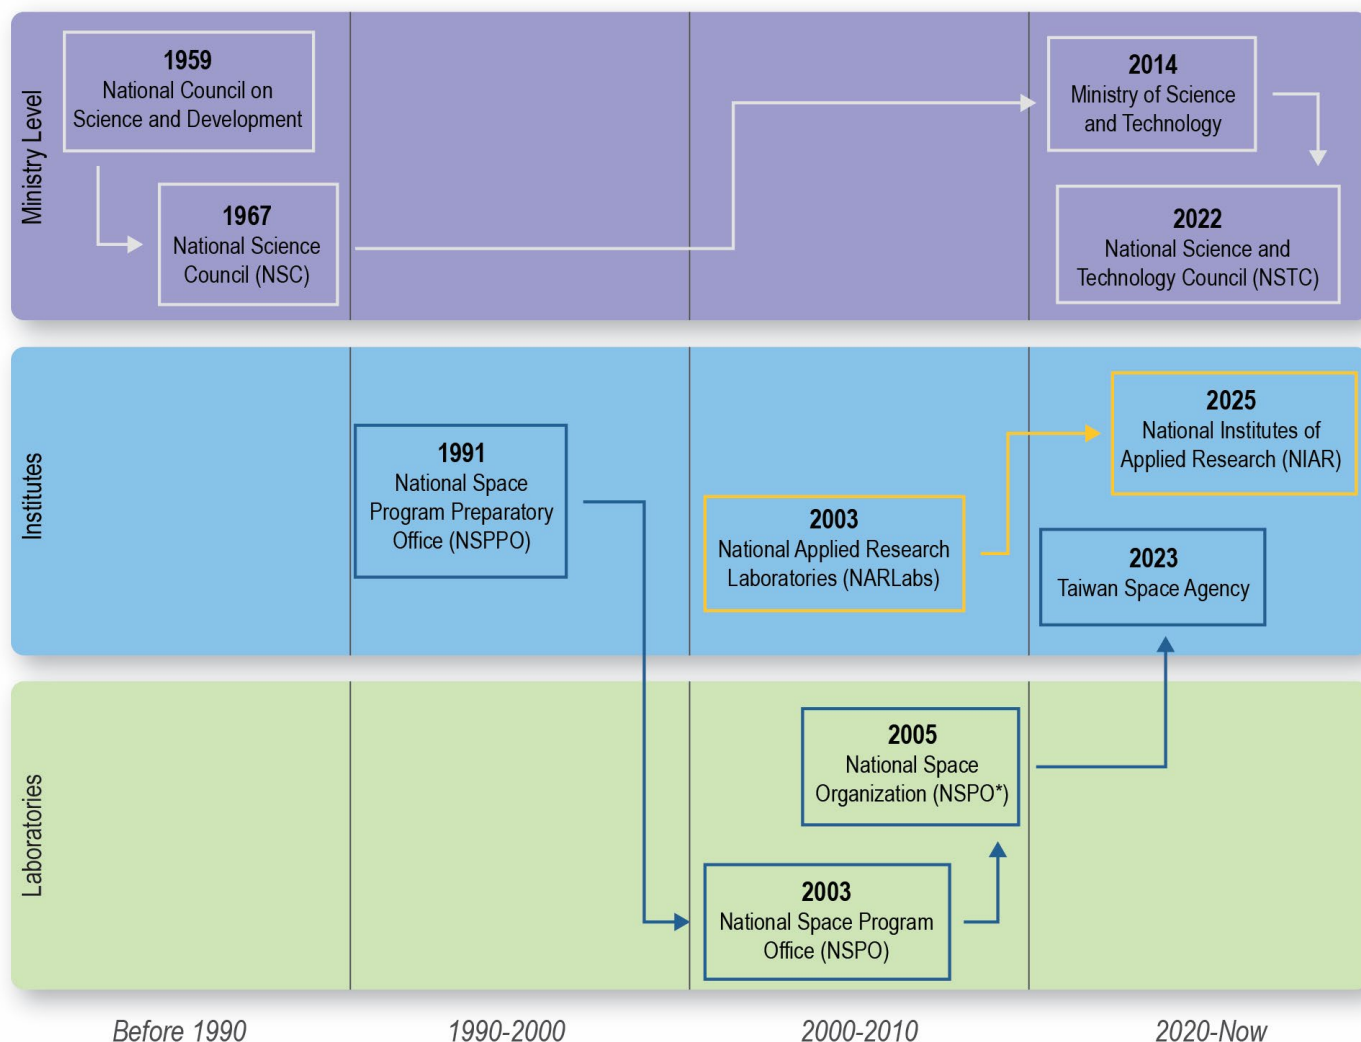 Ministry Level
1959
National Council on
Science and Development
1967
National Science
Council (NSC)
2014
Ministry of Science
and Technology
2022
National Science and
Technology Council (NSTC)
Institutes
1991
National Space
Program Preparatory
Office (NSPPO)
2003
National Applied Research
Laboratories (NARLabs)
2025
National Institutes of
Applied Research (NIAR)
2023
Taiwan Space Agency
Laboratories
2005
National Space
Organization (NSPO*)
2003
National Space Program
Office (NSPO)
Before 1990
1990-2000
2000-2010
2020-Now